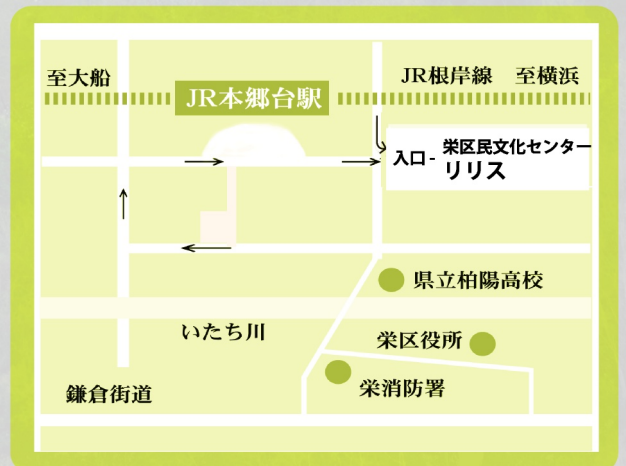 至大船
JR本郷台駅
JR根岸線 至横浜
入口 - 栄区民文化センター
リリス
県立柏陽高校
いたち川
栄区役所
栄消防署
鎌倉街道